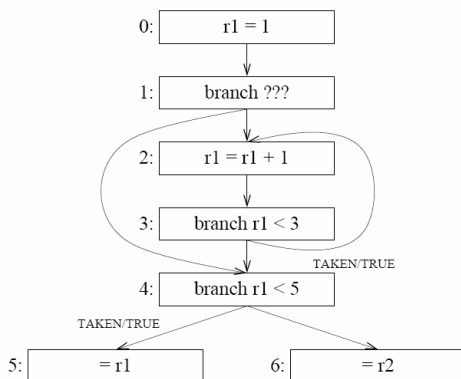 0: r1 = 1
1: branch ???
2: r1 = r1 + 1
3: branch r1 < 3
TAKEN/TRUE
4: branch r1 < 5
TAKEN/TRUE
5: = r1 6: = r2